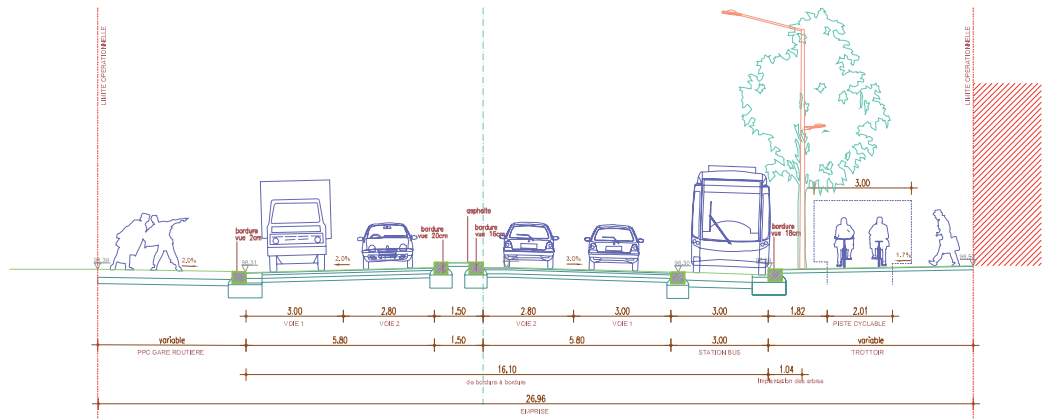 LIMITE OPERATIONNELLE
LIMITE OPERATIONNELLE
3.00
asphalte
bordure
vue 2cm
bordure
vue 20cm
bordure
vue 16cm
bordure
vue 18cm
2.0%
2.0%
3.0%
1.7%
98.39
98.31
3.00
2.80
1.50
2.80
3.00
3.00
1.82
2.01
VOIE 1
VOIE 2
VOIE 2
VOIE 1
PISTE CYCLABLE
variable
5.80
1.50
5.80
3.00
variable
PPC GARE ROUTIERE
STATION BUS
TROTTOIR
16.10
1.04
de bordure à bordure
Implantation des arbres
26.96
EMPRISE